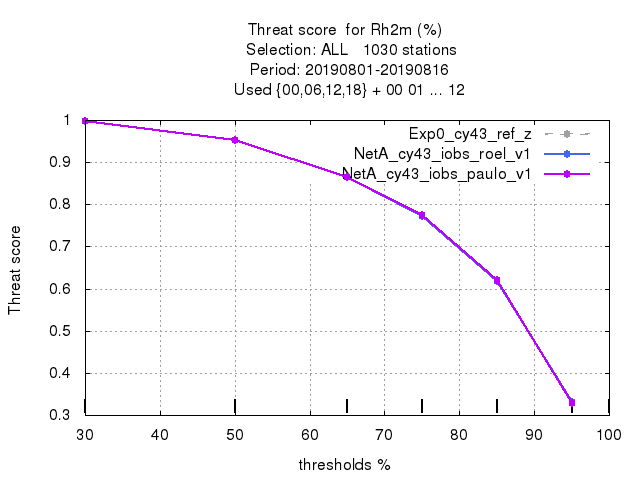 Threat score  for Rh2m (%)
Selection: ALL   1030 stations
Period: 20190801-20190816
Used {00,06,12,18} + 00 01 ... 12
Exp0_cy43_ref_z
NetA_cy43_iobs_roel_v1
NetA_cy43_iobs_paulo_v1
1
0.9
0.8
0.7
0.6
0.5
0.4
0.3
Threat score
30 40 50 60 70 80 90 100
thresholds %